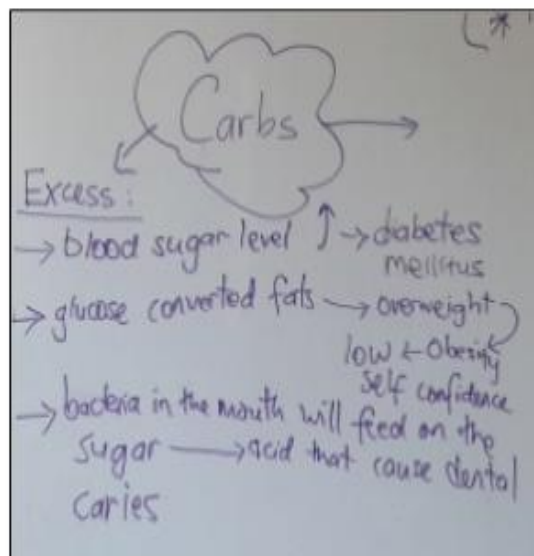 (*
Carbs
Excess:
→ blood sugar level ↑ → diabetes
mellitus
→ glucose converted fats → overweight
low ← Obesity
self confidence
→ bacteria in the mouth will feed on the
sugar → acid that cause dental
caries